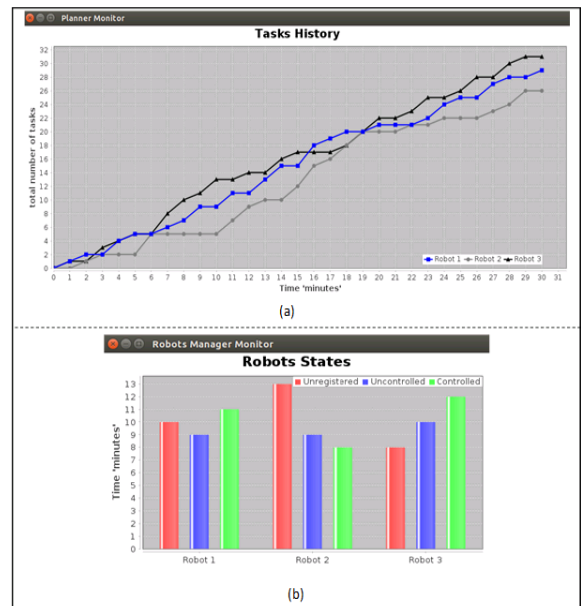 Planner Monitor
Tasks History
32
30
28
26
24
22
20
18
16
14
12
10
8
6
4
2
0
total number of tasks
0 1 2 3 4 5 6 7 8 9 10 11 12 13 14 15 16 17 18 19 20 21 22 23 24 25 26 27 28 29 30 31
Robot 1 Robot 2 Robot 3
Time 'minutes'
(a)
Robots Manager Monitor
Robots States
Unregistered Uncontrolled Controlled
13
12
11
10
9
8
7
6
5
4
3
2
1
0
Time 'minutes'
Robot 1 Robot 2 Robot 3
(b)